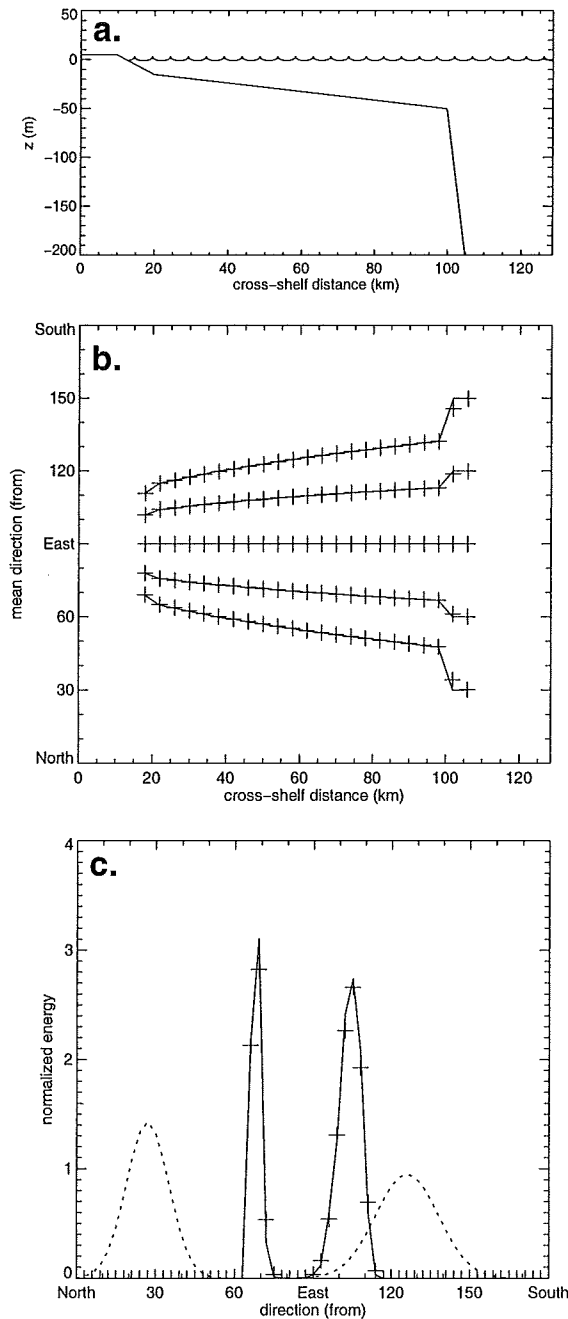 a.
50
0
−50
−100
−150
−200
z (m)
0 20 40 60 80 100 120
cross−shelf distance (km)
b.
South
150
120
East
60
30
North
mean direction (from)
0 20 40 60 80 100 120
cross−shelf distance (km)
c.
4
3
2
1
0
normalized energy
North 30 60 East 120 150 South
direction (from)